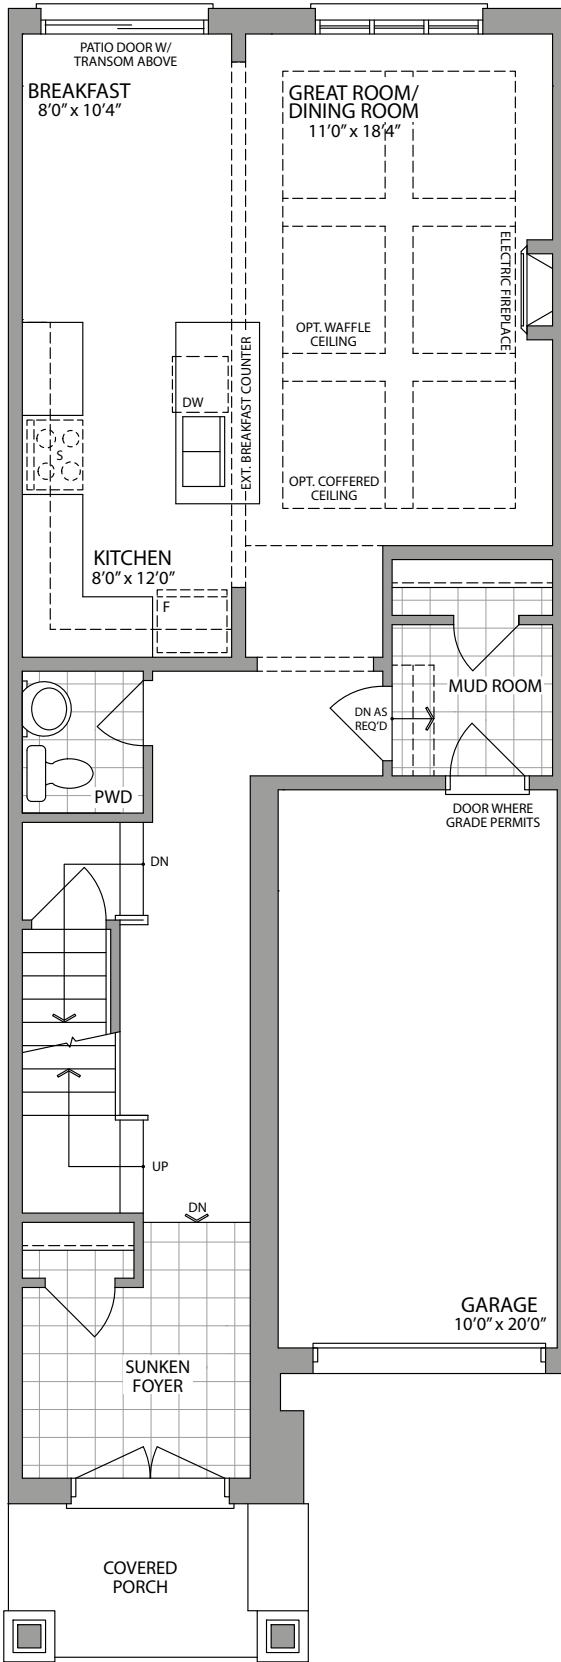 PATIO DOOR W/
TRANSOM ABOVE
BREAKFAST
8'0" x 10'4"
GREAT ROOM/
DINING ROOM
11'0" x 18'4"
ELECTRIC FIREPLACE
OPT. WAFFLE
CEILING
EXT. BREAKFAST COUNTER
DW
S
OPT. COFFERED
CEILING
KITCHEN
8'0" x 12'0"
F
MUD ROOM
DN AS
REQ'D
PWD
DOOR WHERE
GRADE PERMITS
DN
UP
DN
GARAGE
10'0" x 20'0"
SUNKEN
FOYER
COVERED
PORCH